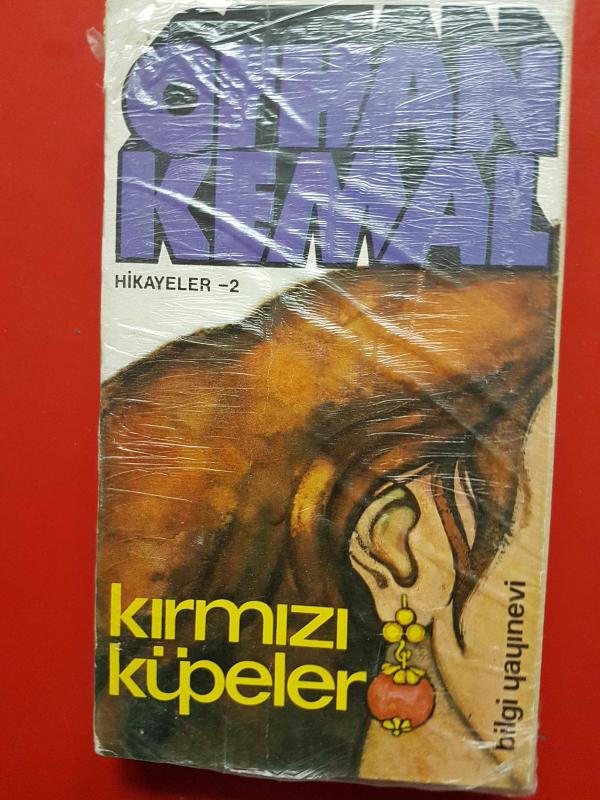 ORHAN
KEMAL
HİKAYELER -2
kırmızı
küpeler
bilgi yayınevi